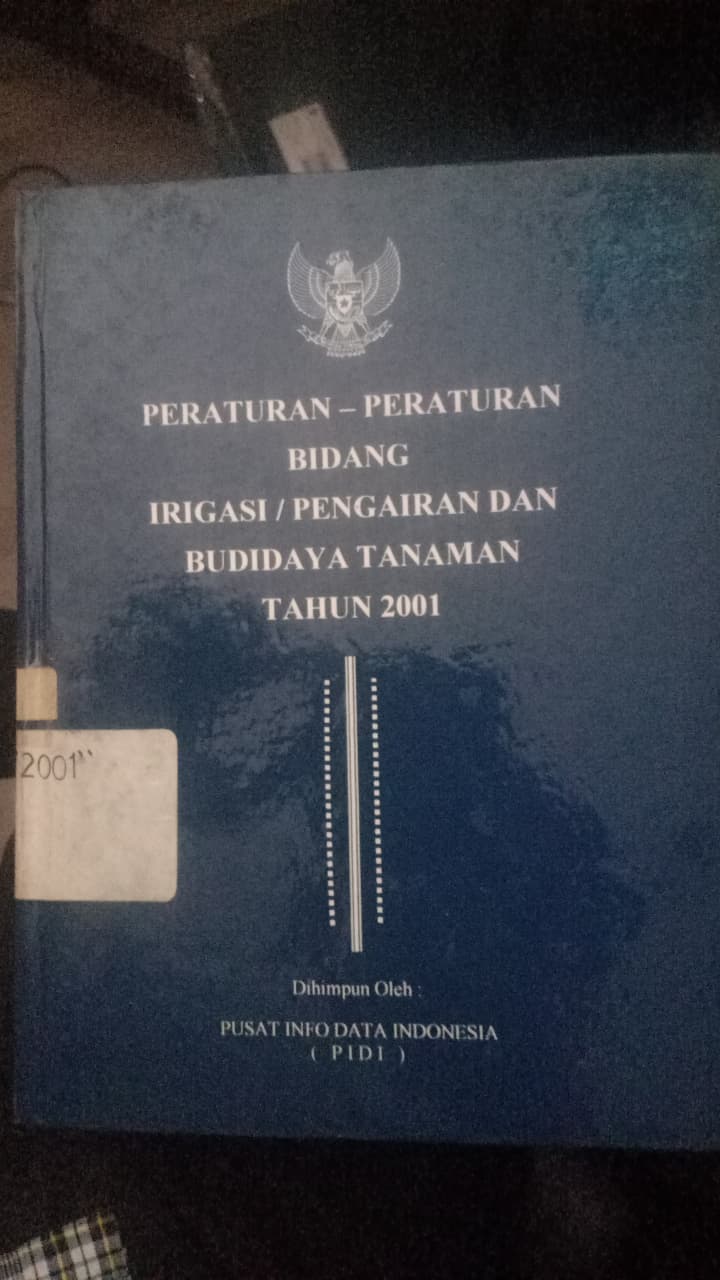 PERATURAN – PERATURAN
BIDANG
IRIGASI / PENGAIRAN DAN
BUDIDAYA TANAMAN
TAHUN 2001
2001"
Dihimpun Oleh :
PUSAT INFO DATA INDONESIA
( PIDI )